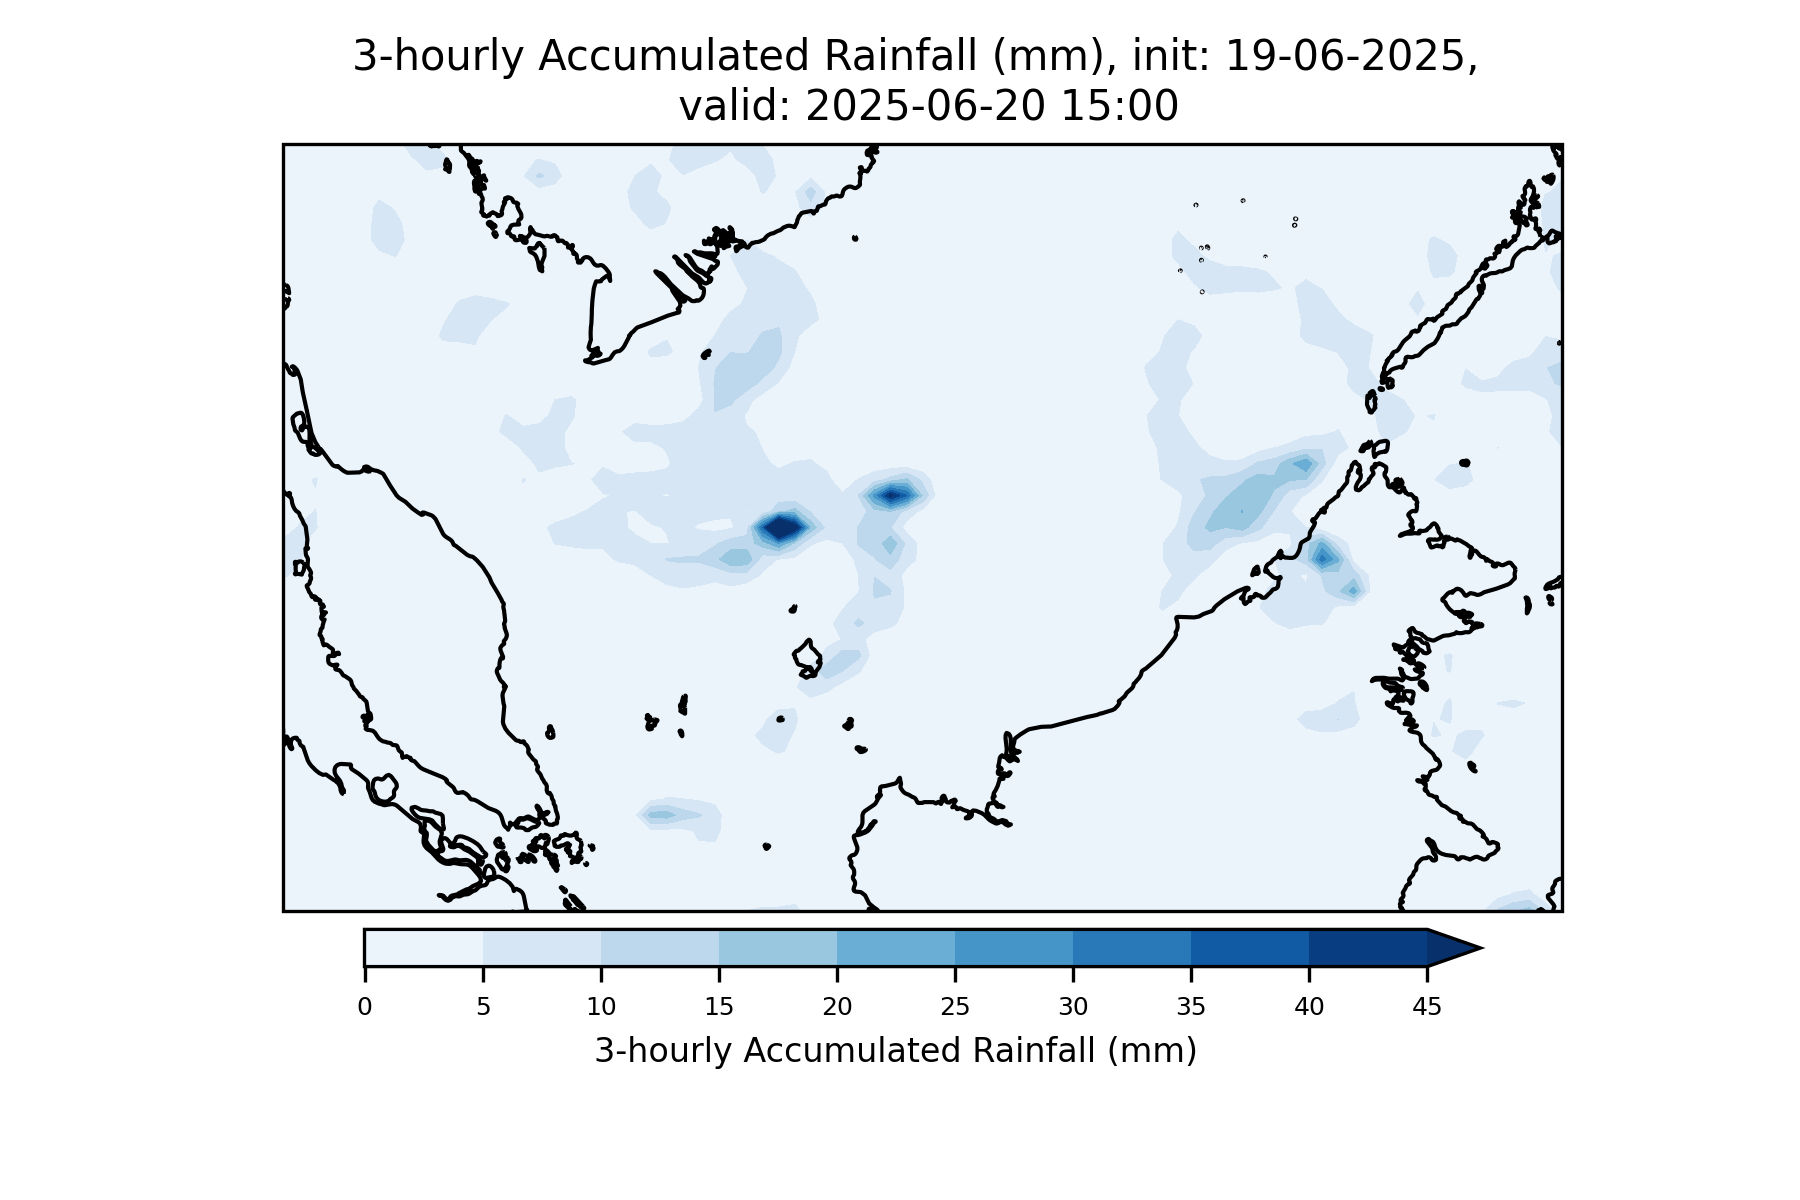 3-hourly Accumulated Rainfall (mm), init: 19-06-2025,
valid: 2025-06-20 15:00
0 5 10 15 20 25 30 35 40 45
3-hourly Accumulated Rainfall (mm)